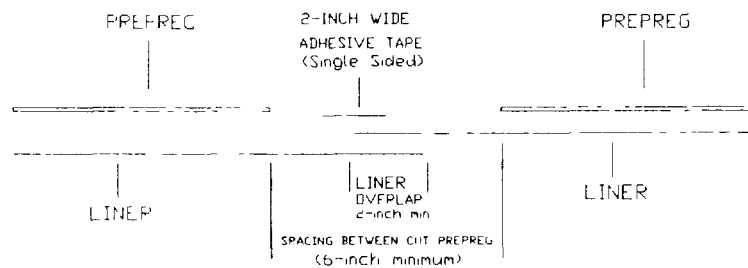 PREPREG
2-INCH WIDE
ADHESIVE TAPE
(Single Sided)
PREPREG
LINER
LINER
OVERLAP
2-inch min
LINER
SPACING BETWEEN CUT PREPREG
(6-inch minimum)